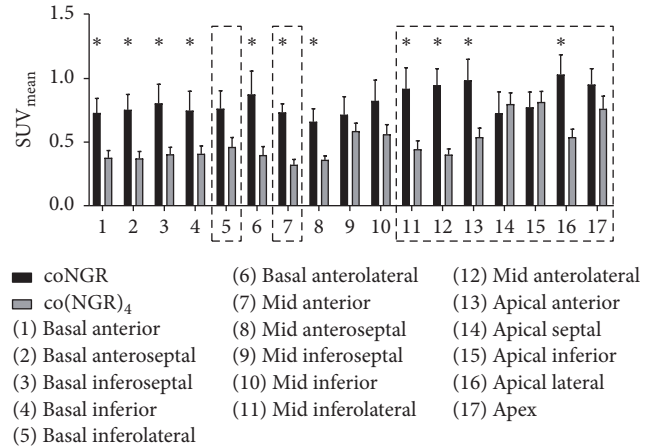 1.5
1.0
0.5
0.0
SUVmean
* * * * * * * * * * *
1 2 3 4 5 6 7 8 9 10 11 12 13 14 15 16 17
coNGR
co(NGR)4
(1) Basal anterior
(2) Basal anteroseptal
(3) Basal inferoseptal
(4) Basal inferior
(5) Basal inferolateral
(6) Basal anterolateral
(7) Mid anterior
(8) Mid anteroseptal
(9) Mid inferoseptal
(10) Mid inferior
(11) Mid inferolateral
(12) Mid anterolateral
(13) Apical anterior
(14) Apical septal
(15) Apical inferior
(16) Apical lateral
(17) Apex